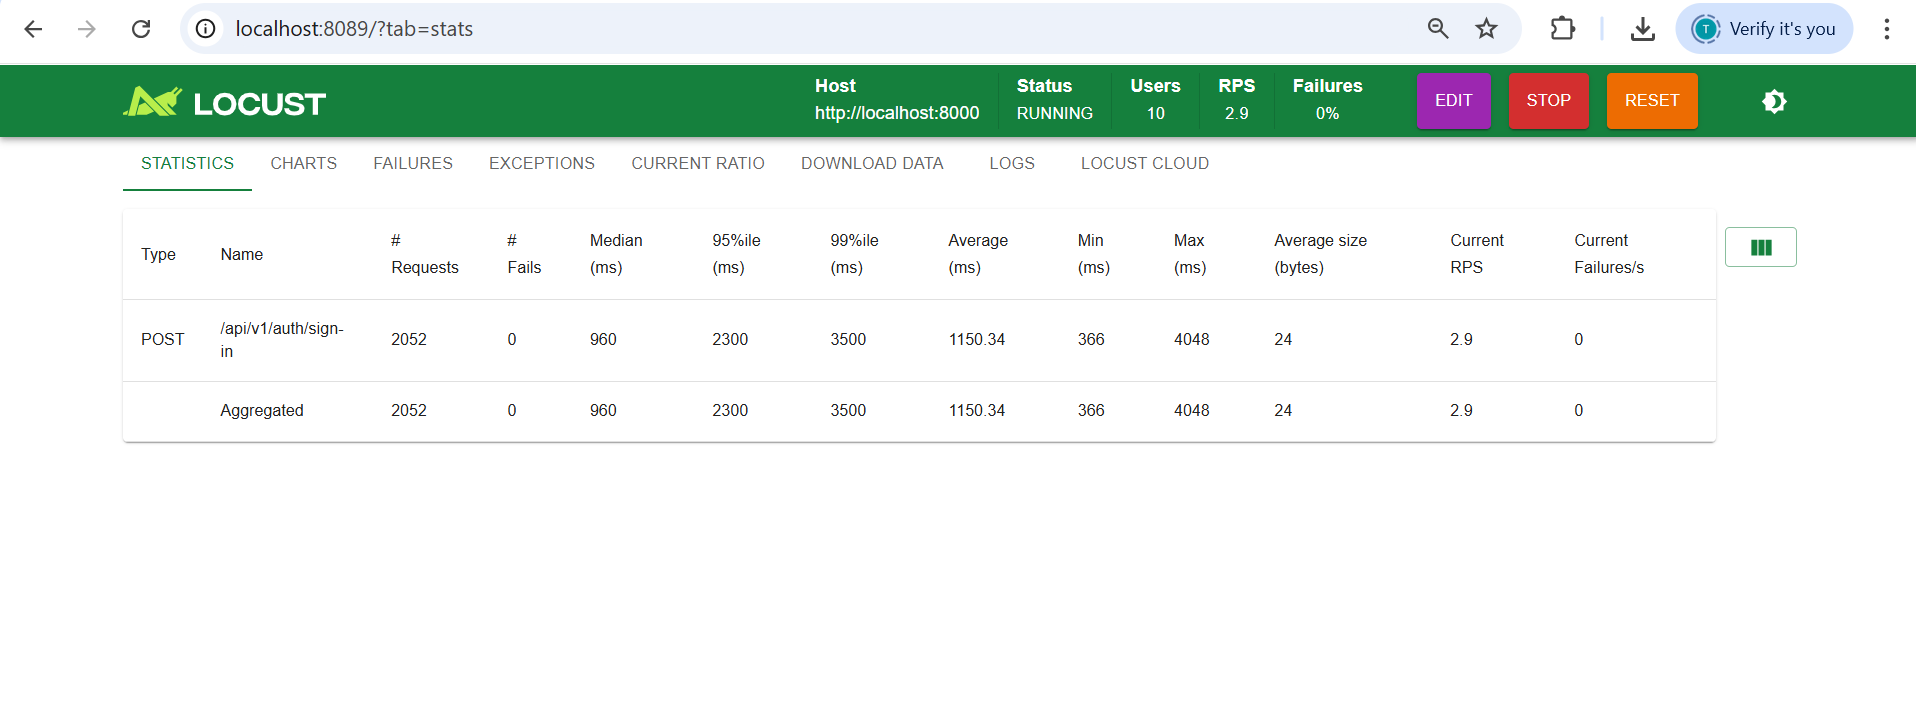 localhost:8089/?tab=stats
T
Verify it's you
LOCUST
Host
http://localhost:8000
Status
RUNNING
Users
10
RPS
2.9
Failures
0%
EDIT
STOP
RESET
STATISTICS
CHARTS
FAILURES
EXCEPTIONS
CURRENT RATIO
DOWNLOAD DATA
LOGS
LOCUST CLOUD
Type
Name
#
Requests
#
Fails
Median
(ms)
95%ile
(ms)
99%ile
(ms)
Average
(ms)
Min
(ms)
Max
(ms)
Average size
(bytes)
Current
RPS
Current
Failures/s
POST
/api/v1/auth/sign-
in
2052
0
960
2300
3500
1150.34
366
4048
24
2.9
0
Aggregated
2052
0
960
2300
3500
1150.34
366
4048
24
2.9
0